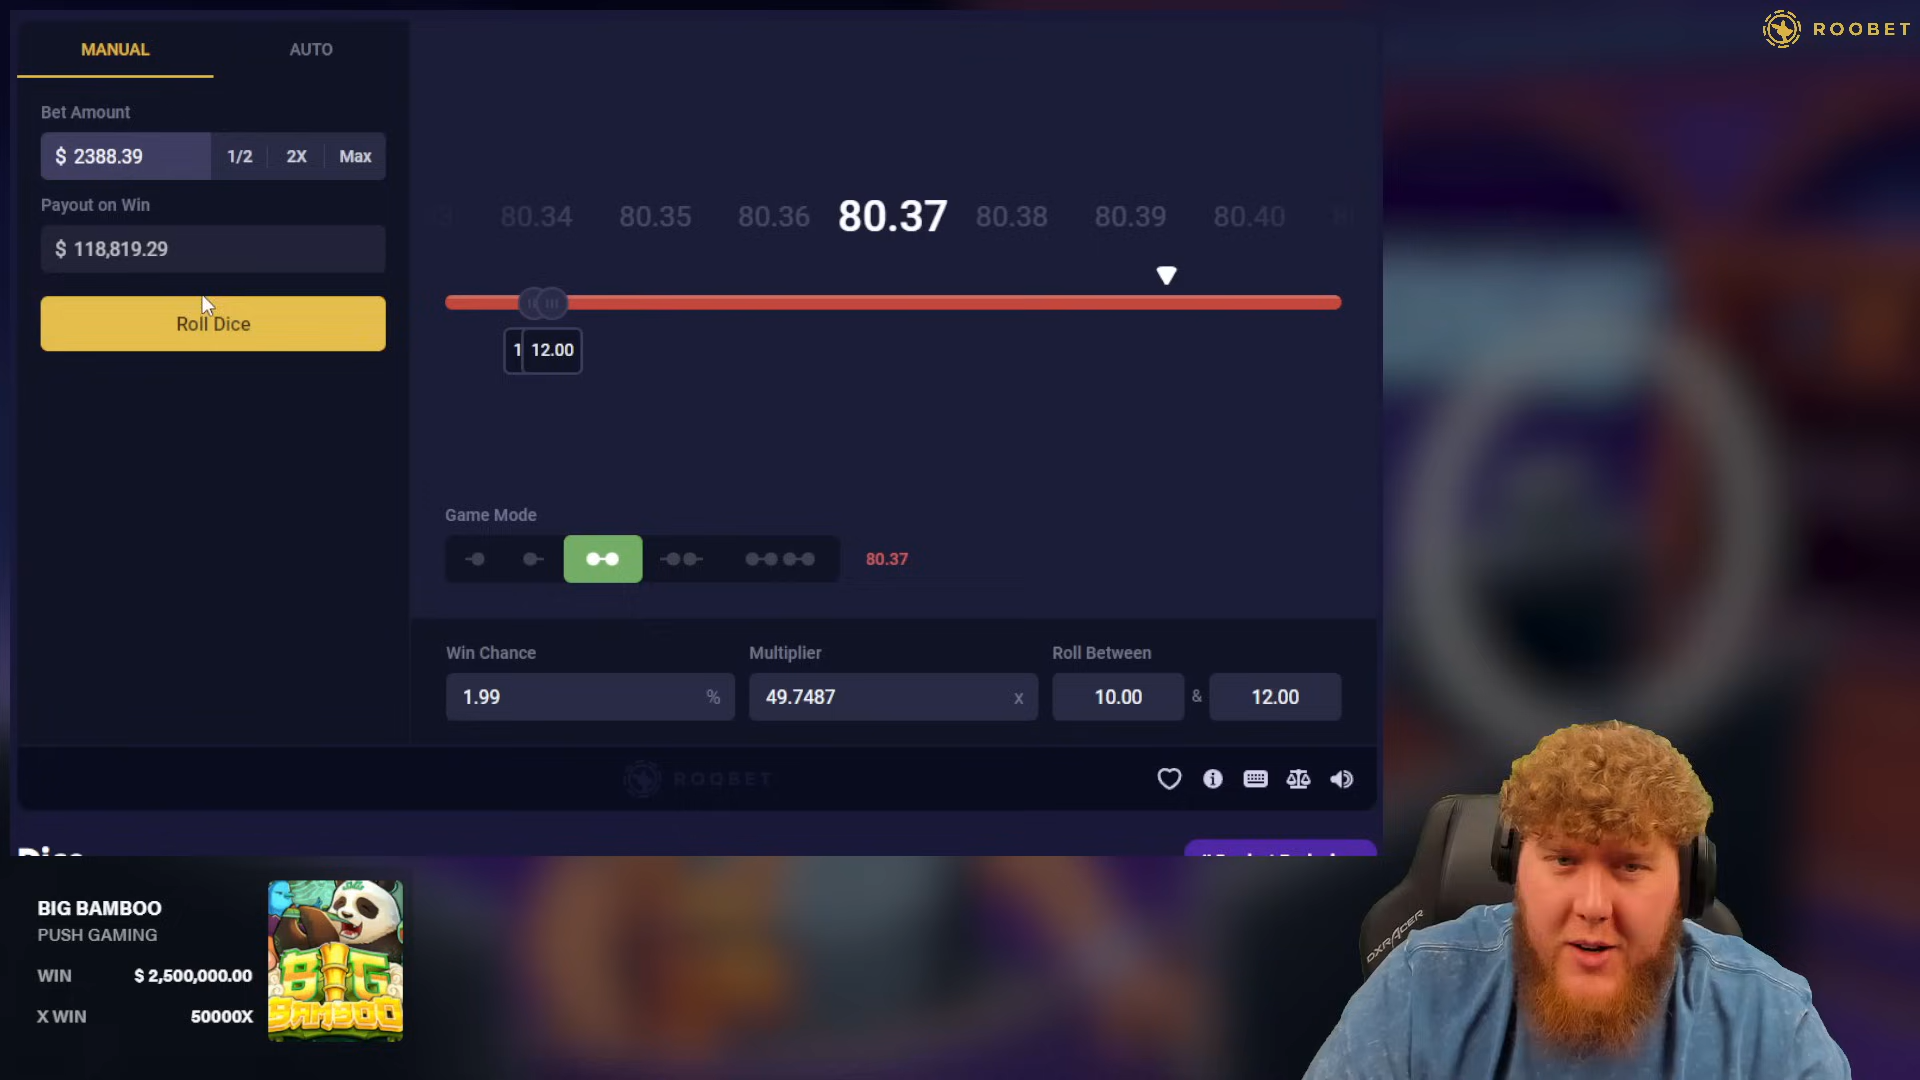 ROOBET
MANUAL AUTO
Bet Amount
$ 2388.39 1/2 2X Max
Payout on Win
$ 118,819.29
Roll Dice
80.34 80.35 80.36 80.37 80.38 80.39 80.40
1 12.00
Game Mode
80.37
Win Chance Multiplier Roll Between
1.99 % 49.7487 x 10.00 & 12.00
ROOBET
Dice
BIG BAMBOO
PUSH GAMING
WIN $ 2,500,000.00
X WIN 50000X
BIG
BAMBOO
DXRACER